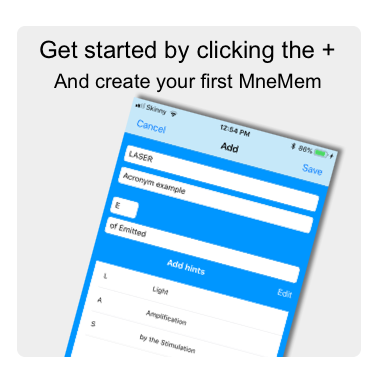 Get started by clicking the +
And create your first MneMem
Skinny 12:54 PM 86%
Cancel Add Save
LASER
Acronym example
E
of Emitted
Add hints Edit
L Light
A Amplification
S by the Stimulation